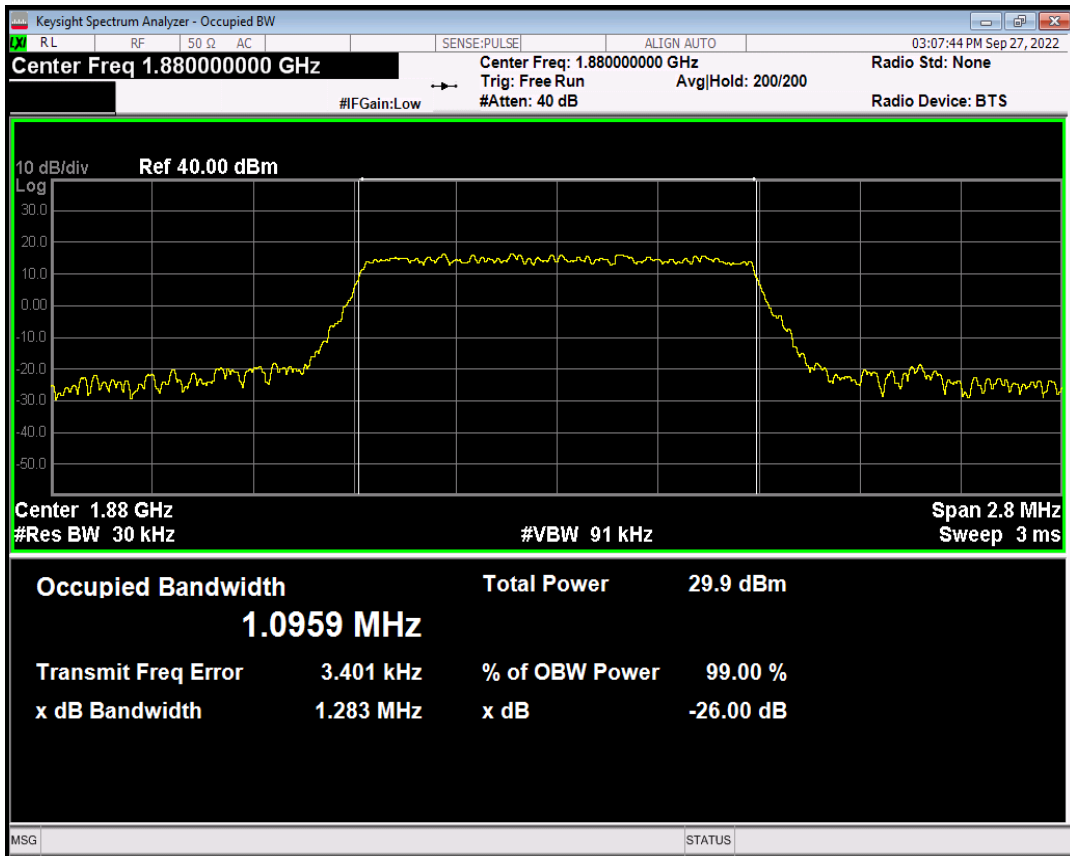 Keysight Spectrum Analyzer - Occupied BW
LXI RL RF 50 Ω AC SENSE:PULSE ALIGN AUTO 03:07:44 PM Sep 27, 2022
Center Freq 1.880000000 GHz
Center Freq: 1.880000000 GHz Radio Std: None
Trig: Free Run Avg|Hold: 200/200
#IFGain:Low #Atten: 40 dB Radio Device: BTS
10 dB/div Ref 40.00 dBm
Log
30.0
20.0
10.0
0.00
-10.0
-20.0
-30.0
-40.0
-50.0
Center 1.88 GHz Span 2.8 MHz
#Res BW 30 kHz #VBW 91 kHz Sweep 3 ms
Occupied Bandwidth Total Power 29.9 dBm
1.0959 MHz
Transmit Freq Error 3.401 kHz % of OBW Power 99.00 %
x dB Bandwidth 1.283 MHz x dB -26.00 dB
MSG STATUS